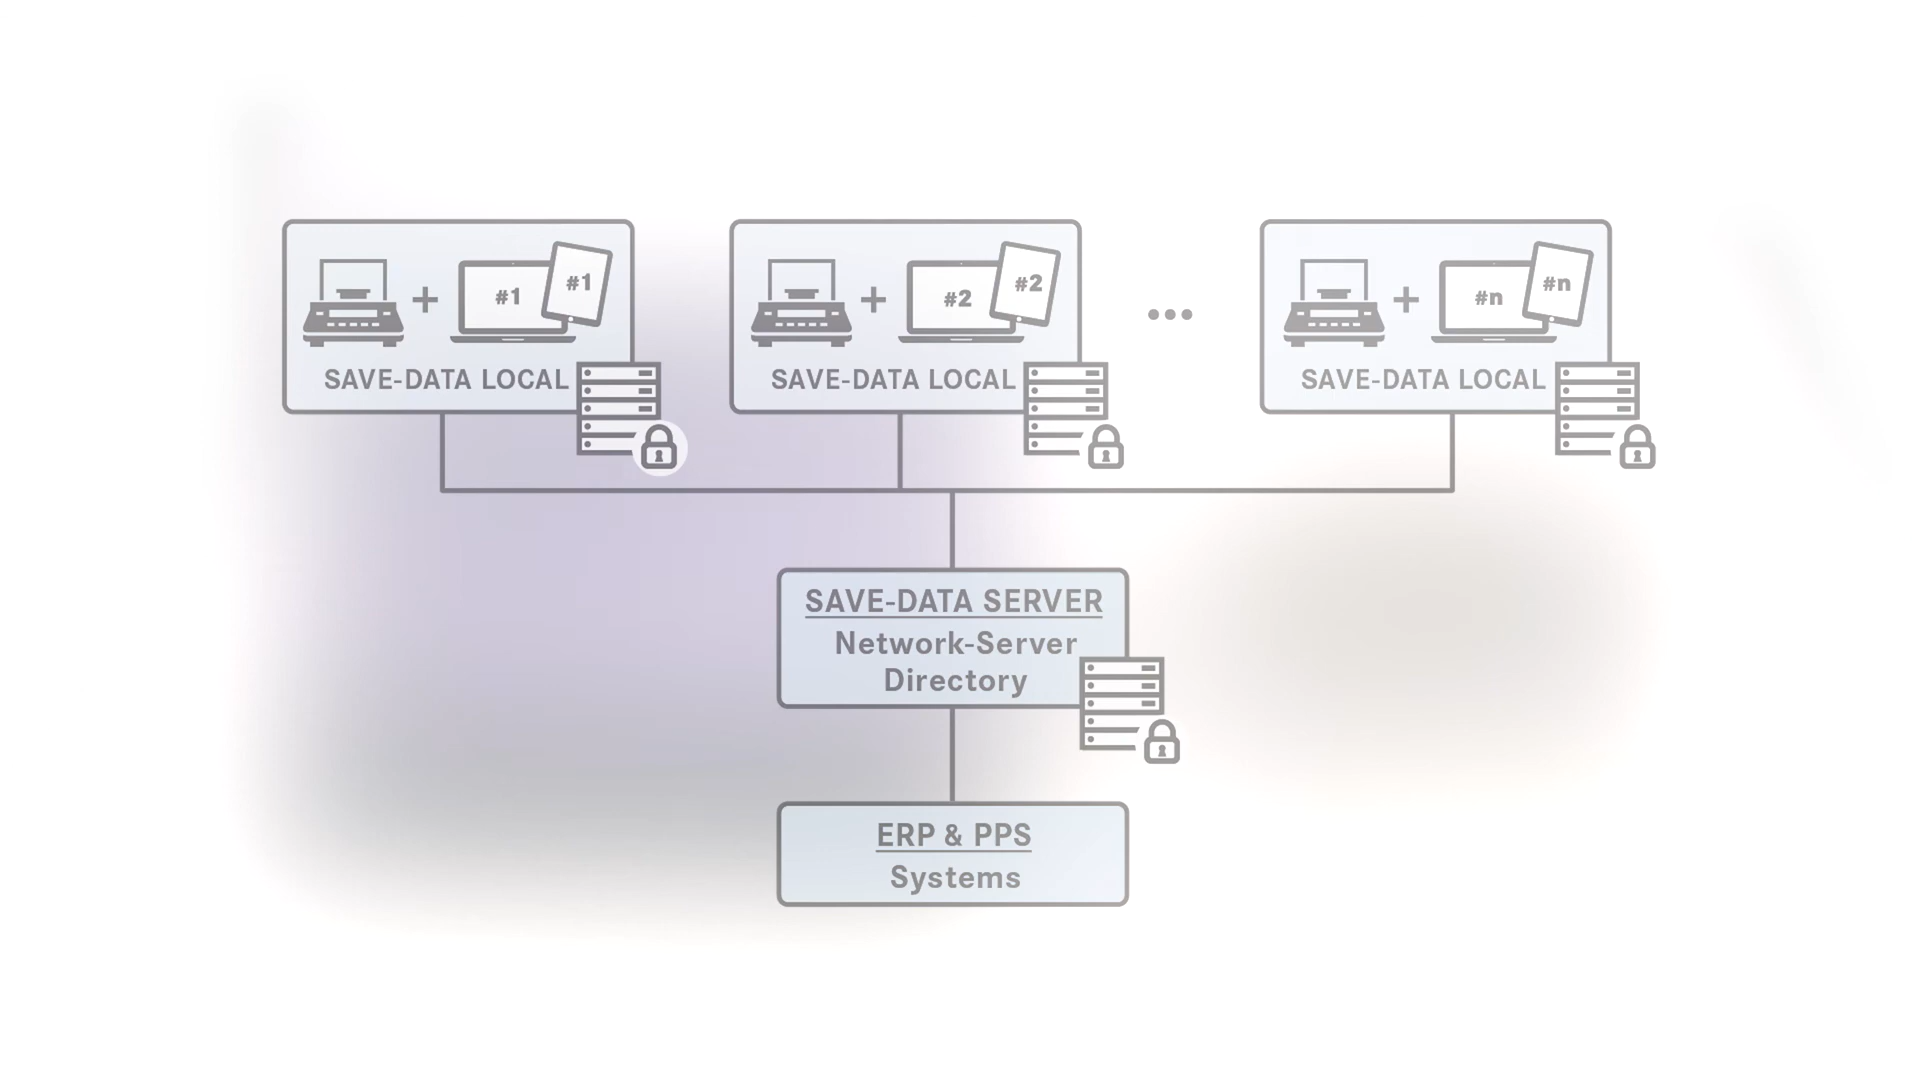 #1
#1
SAVE-DATA LOCAL
#2
#2
SAVE-DATA LOCAL
...
#n
#n
SAVE-DATA LOCAL
SAVE-DATA SERVER
Network-Server
Directory
ERP & PPS
Systems